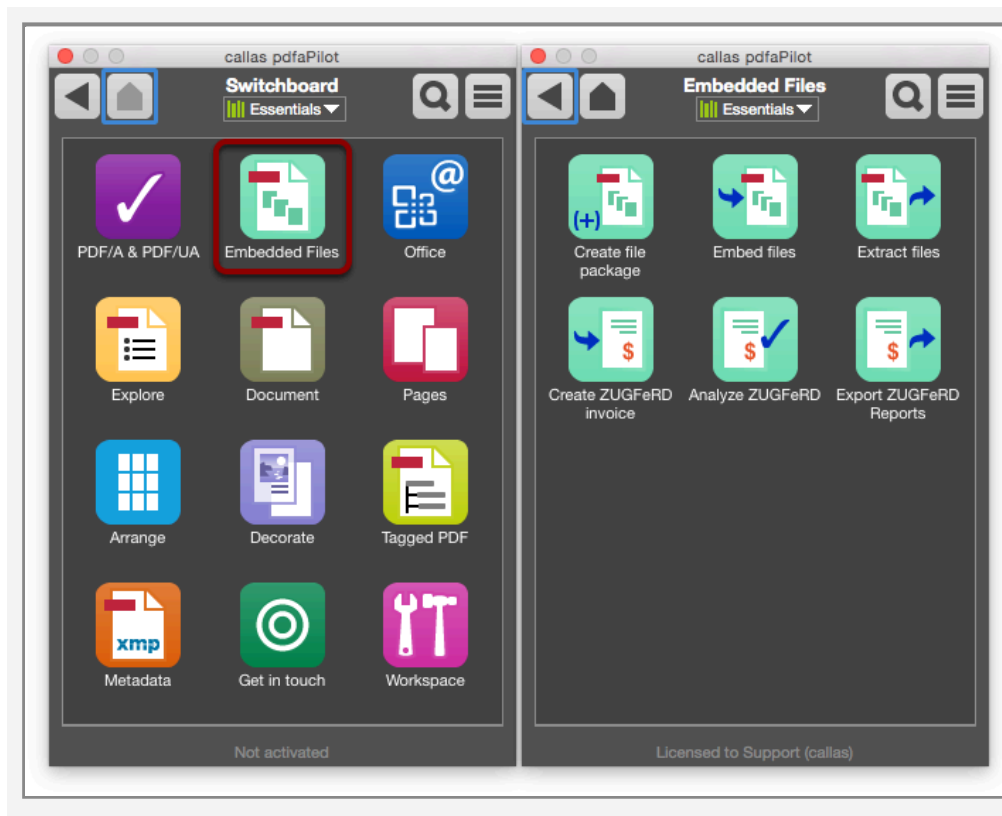 callas pdfaPilot
Switchboard
Essentials
PDF/A & PDF/UA
Embedded Files
@
Office
Explore
Document
Pages
Arrange
Decorate
Tagged PDF
xmp
Metadata
Get in touch
Workspace
Not activated
callas pdfaPilot
Embedded Files
Essentials
(+)
Create file
package
Embed files
Extract files
$
Create ZUGFeRD
invoice
$
Analyze ZUGFeRD
$
Export ZUGFeRD
Reports
Licensed to Support (callas)